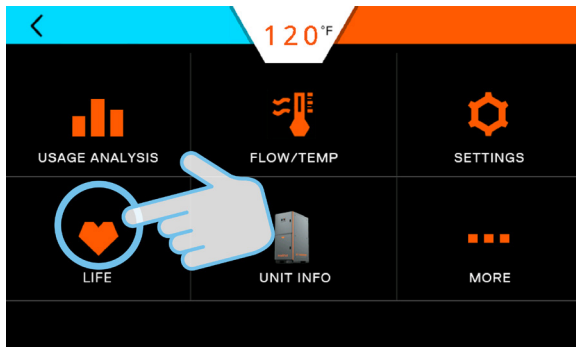 120°F
USAGE ANALYSIS
FLOW/TEMP
SETTINGS
LIFE
UNIT INFO
MORE